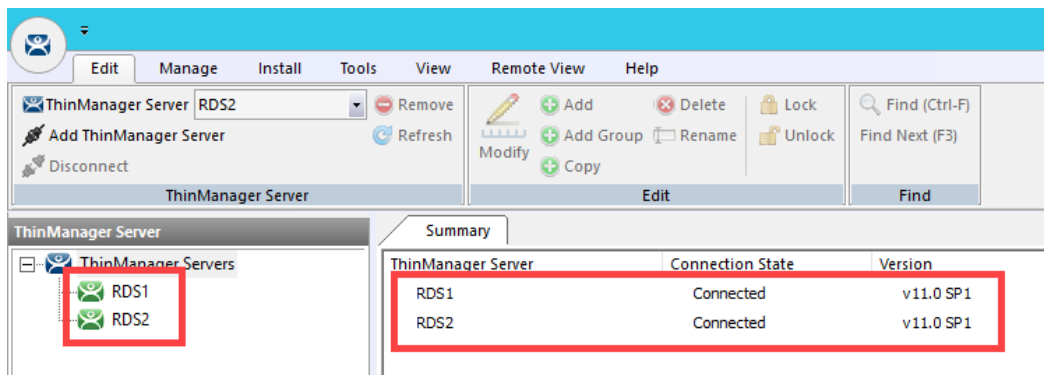 Edit Manage Install Tools View Remote View Help
ThinManager Server RDS2 Remove
Add ThinManager Server Refresh
Disconnect
ThinManager Server
Modify
Add Delete Lock
Add Group Rename Unlock
Copy
Edit
Find (Ctrl-F)
Find Next (F3)
Find
ThinManager Server
ThinManager Servers
RDS1
RDS2
Summary
ThinManager Server Connection State Version
RDS1 Connected v11.0 SP1
RDS2 Connected v11.0 SP1